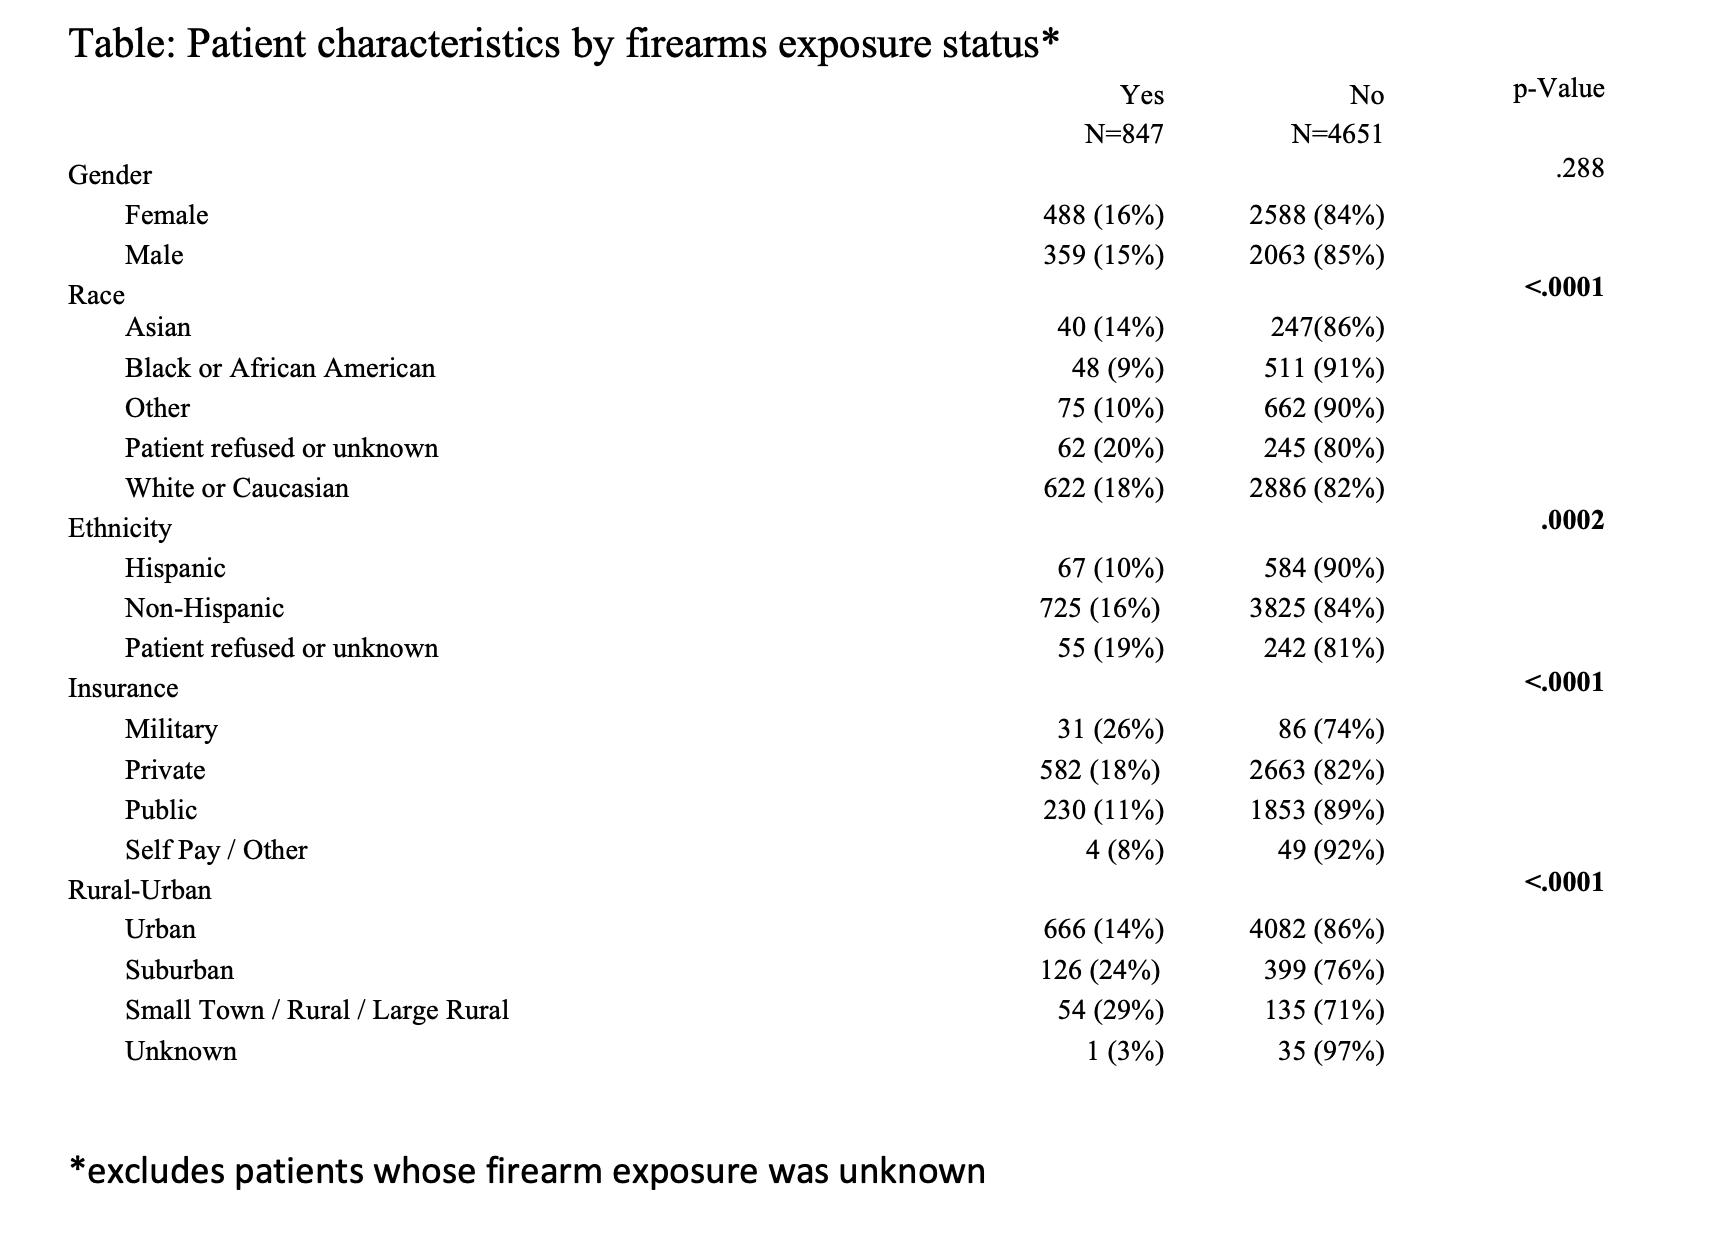 Table: Patient characteristics by firearms exposure status*
Yes No p-Value
N=847 N=4651
Gender .288
Female 488 (16%) 2588 (84%)
Male 359 (15%) 2063 (85%)
Race <.0001
Asian 40 (14%) 247(86%)
Black or African American 48 (9%) 511 (91%)
Other 75 (10%) 662 (90%)
Patient refused or unknown 62 (20%) 245 (80%)
White or Caucasian 622 (18%) 2886 (82%)
Ethnicity .0002
Hispanic 67 (10%) 584 (90%)
Non-Hispanic 725 (16%) 3825 (84%)
Patient refused or unknown 55 (19%) 242 (81%)
Insurance <.0001
Military 31 (26%) 86 (74%)
Private 582 (18%) 2663 (82%)
Public 230 (11%) 1853 (89%)
Self Pay / Other 4 (8%) 49 (92%)
Rural-Urban <.0001
Urban 666 (14%) 4082 (86%)
Suburban 126 (24%) 399 (76%)
Small Town / Rural / Large Rural 54 (29%) 135 (71%)
Unknown 1 (3%) 35 (97%)
*excludes patients whose firearm exposure was unknown